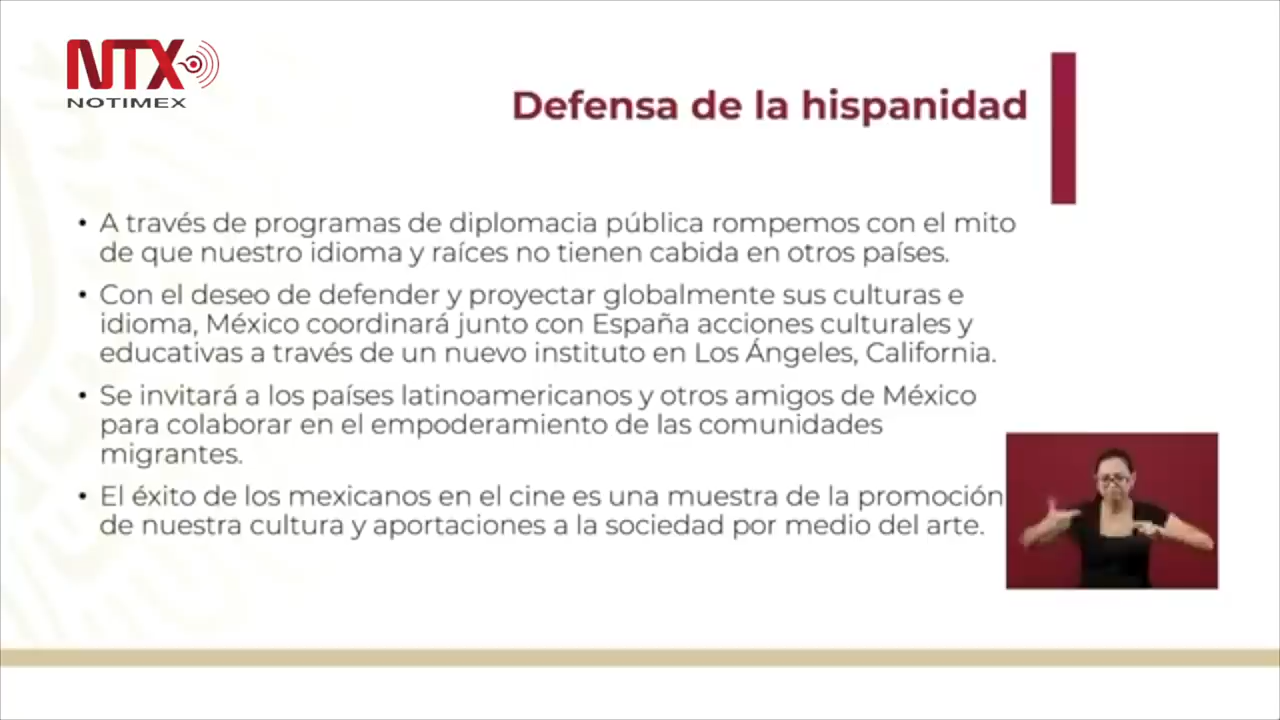 NTX
NOTIMEX
Defensa de la hispanidad
• A través de programas de diplomacia pública rompemos con el mito
de que nuestro idioma y raíces no tienen cabida en otros países.
• Con el deseo de defender y proyectar globalmente sus culturas e
idioma, México coordinará junto con España acciones culturales y
educativas a través de un nuevo instituto en Los Ángeles, California.
• Se invitará a los países latinoamericanos y otros amigos de México
para colaborar en el empoderamiento de las comunidades
migrantes.
• El éxito de los mexicanos en el cine es una muestra de la promoción
de nuestra cultura y aportaciones a la sociedad por medio del arte.